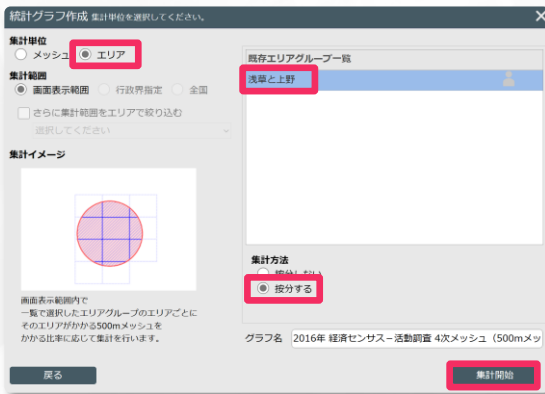 統計グラフ作成 集計単位を選択してください。
集計単位
メッシュ エリア
集計範囲
画面表示範囲 行政界指定 全国
さらに集計範囲をエリアで絞り込む
選択してください
集計イメージ
画面表示範囲内で
一覧で選択したエリアグループのエリアごとに
そのエリアがかかる500mメッシュを
かかる比率に応じて集計を行います。
既存エリアグループ一覧
浅草と上野
集計方法
按分しない
按分する
グラフ名 2016年 経済センサス－活動調査 4次メッシュ（500mメッ
戻る
集計開始